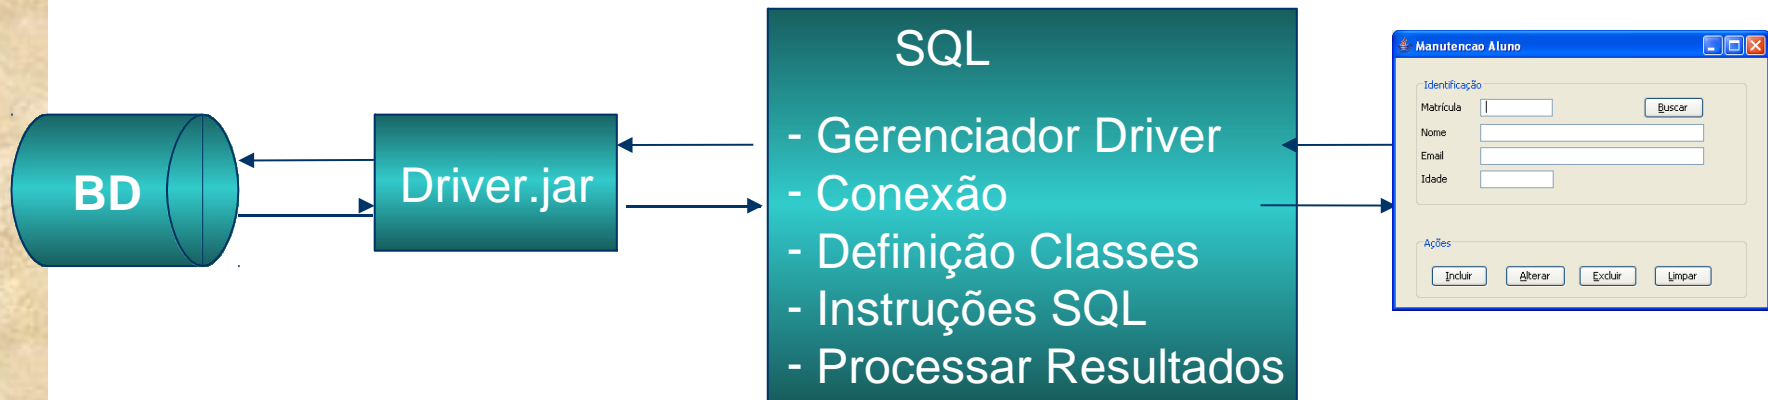 BD
Driver.jar
SQL
- Gerenciador Driver
- Conexão
- Definição Classes
- Instruções SQL
- Processar Resultados
Manutencao Aluno
Identificação
Matrícula
Buscar
Nome
Email
Idade
Ações
Incluir Alterar Excluir Limpar